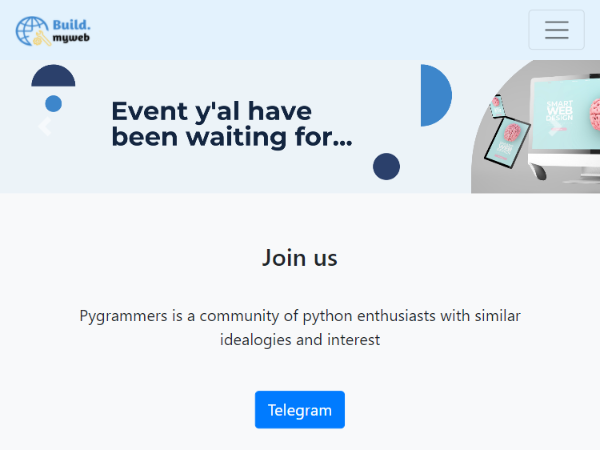 Build.
myweb
Event y'al have
been waiting for...
SMART
WEB
DESIGN
Join us
Pygrammers is a community of python enthusiasts with similar
idealogies and interest
Telegram